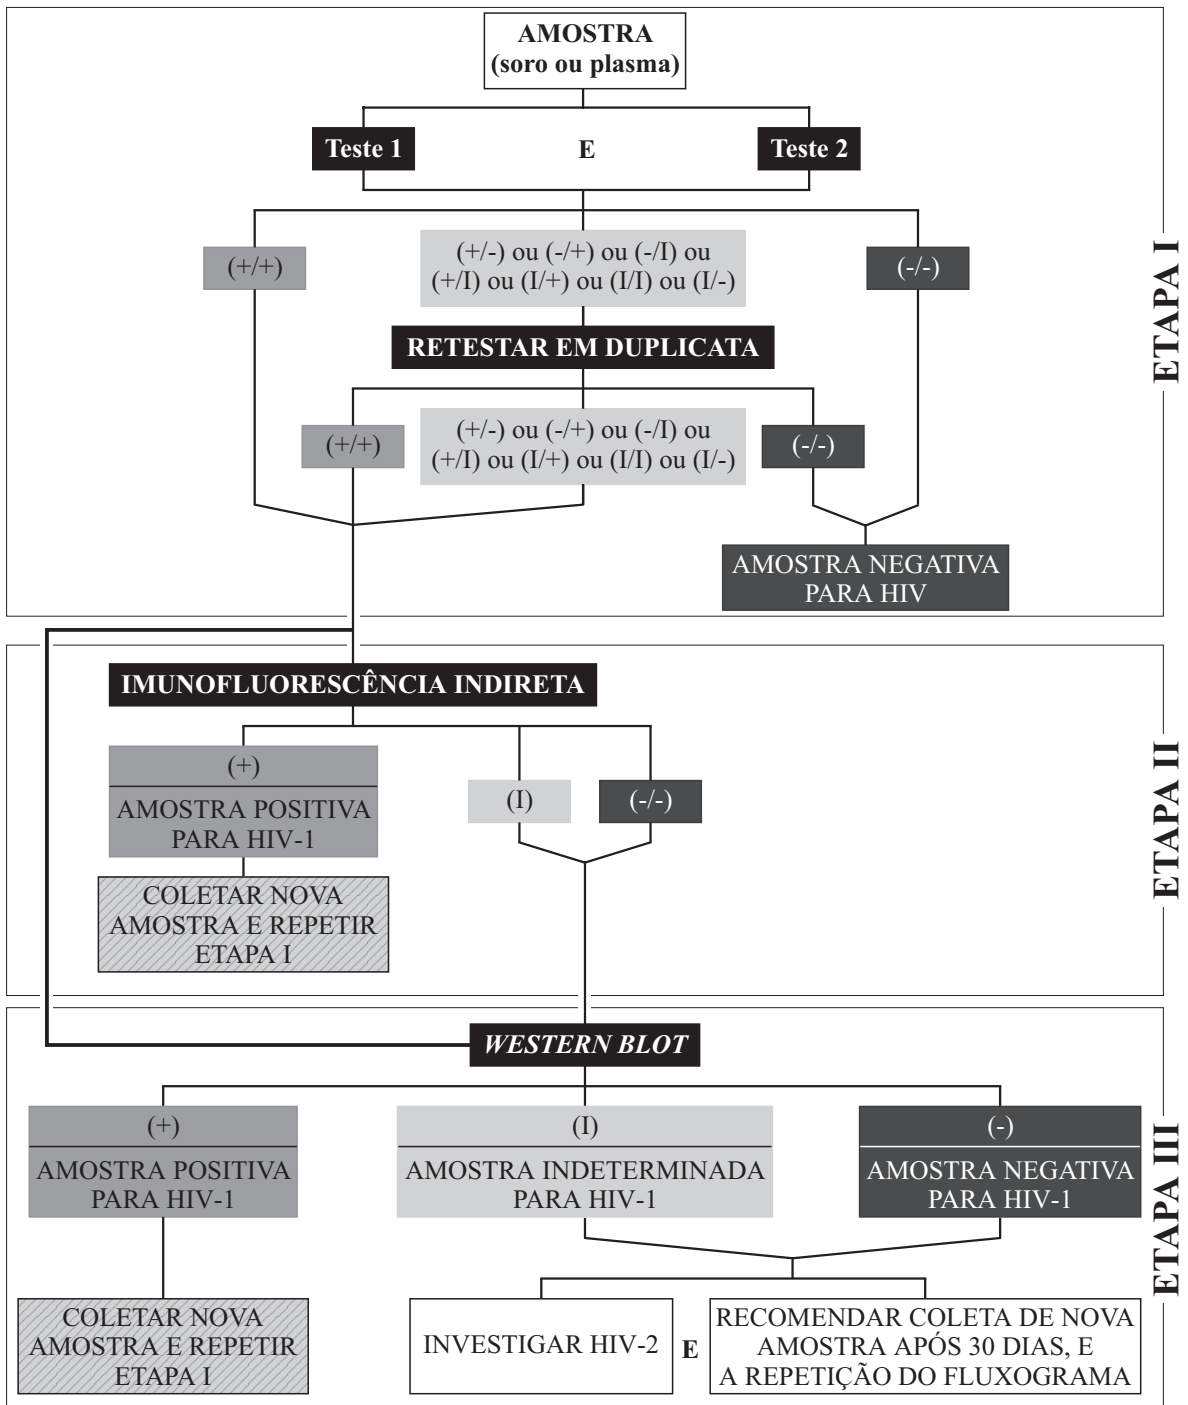 AMOSTRA
(soro ou plasma)
Teste 1
E
Teste 2
(+/+)
(+/-) ou (-/+) ou (-/I) ou
(+/I) ou (I/+) ou (I/I) ou (I/-)
(-/-)
RETESTAR EM DUPLICATA
(+/+)
(+/-) ou (-/+) ou (-/I) ou
(+/I) ou (I/+) ou (I/I) ou (I/-)
(-/-)
AMOSTRA NEGATIVA
PARA HIV
ETAPA I
IMUNOFLUORESCÊNCIA INDIRETA
(+)
AMOSTRA POSITIVA
PARA HIV-1
(I)
(-/-)
COLETAR NOVA
AMOSTRA E REPETIR
ETAPA I
ETAPA II
WESTERN BLOT
(+)
AMOSTRA POSITIVA
PARA HIV-1
(I)
AMOSTRA INDETERMINADA
PARA HIV-1
(-)
AMOSTRA NEGATIVA
PARA HIV-1
COLETAR NOVA
AMOSTRA E REPETIR
ETAPA I
INVESTIGAR HIV-2
E
RECOMENDAR COLETA DE NOVA
AMOSTRA APÓS 30 DIAS, E
A REPETIÇÃO DO FLUXOGRAMA
ETAPA III